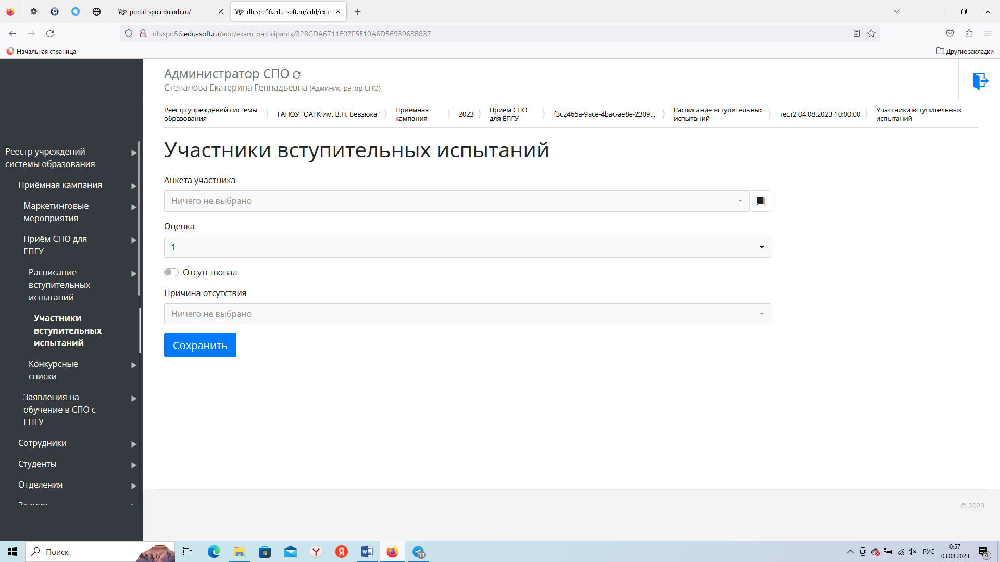 portal-spo.edu.orb.ru/
db.spo56.edu-soft.ru/add/exam
db.spo56.edu-soft.ru/add/exam_participants/328CDA6711E07F5E10A6D5693963B837
Начальная страница
Другие закладки
Администратор СПО
Степанова Екатерина Геннадьевна (Администратор СПО)
Реестр учреждений системы
образования
ГАПОУ "ОАТК им. В.Н. Бевзюка"
Приёмная
кампания
2023
Приём СПО
для ЕПГУ
f3c2465a-9ace-4bac-ae8e-2309...
Расписание вступительных
испытаний
тест2 04.08.2023 10:00:00
Участники вступительных
испытаний
Реестр учреждений
системы образования
Приёмная кампания
Маркетинговые
мероприятия
Приём СПО для
ЕПГУ
Расписание
вступительных
испытаний
Участники
вступительных
испытаний
Конкурсные
списки
Заявления на
обучение в СПО с
ЕПГУ
Сотрудники
Студенты
Отделения
Здания
Участники вступительных испытаний
Анкета участника
Ничего не выбрано
Оценка
1
Отсутствовал
Причина отсутствия
Ничего не выбрано
Сохранить
© 2023
Поиск
38
РУС
0:57
03.08.2023
4